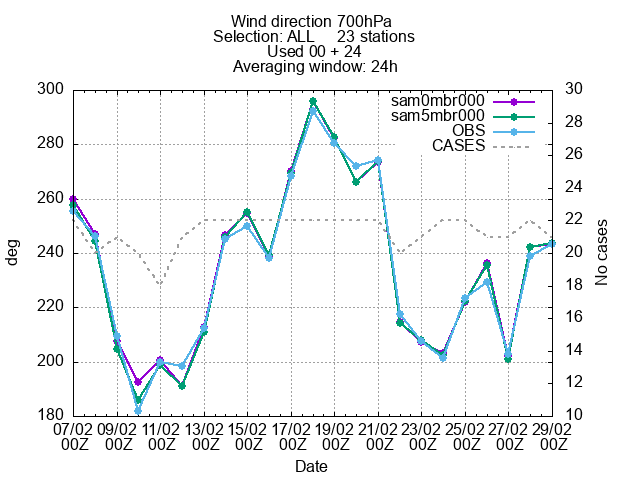 Wind direction 700hPa
Selection: ALL 23 stations
Used 00 + 24
Averaging window: 24h
300
280
260
240
220
200
180
deg
30
28
26
24
22
20
18
16
14
12
10
No cases
sam0mbr000
sam5mbr000
OBS
CASES
07/02 09/02 11/02 13/02 15/02 17/02 19/02 21/02 23/02 25/02 27/02 29/02
00Z 00Z 00Z 00Z 00Z 00Z 00Z 00Z 00Z 00Z 00Z 00Z
Date